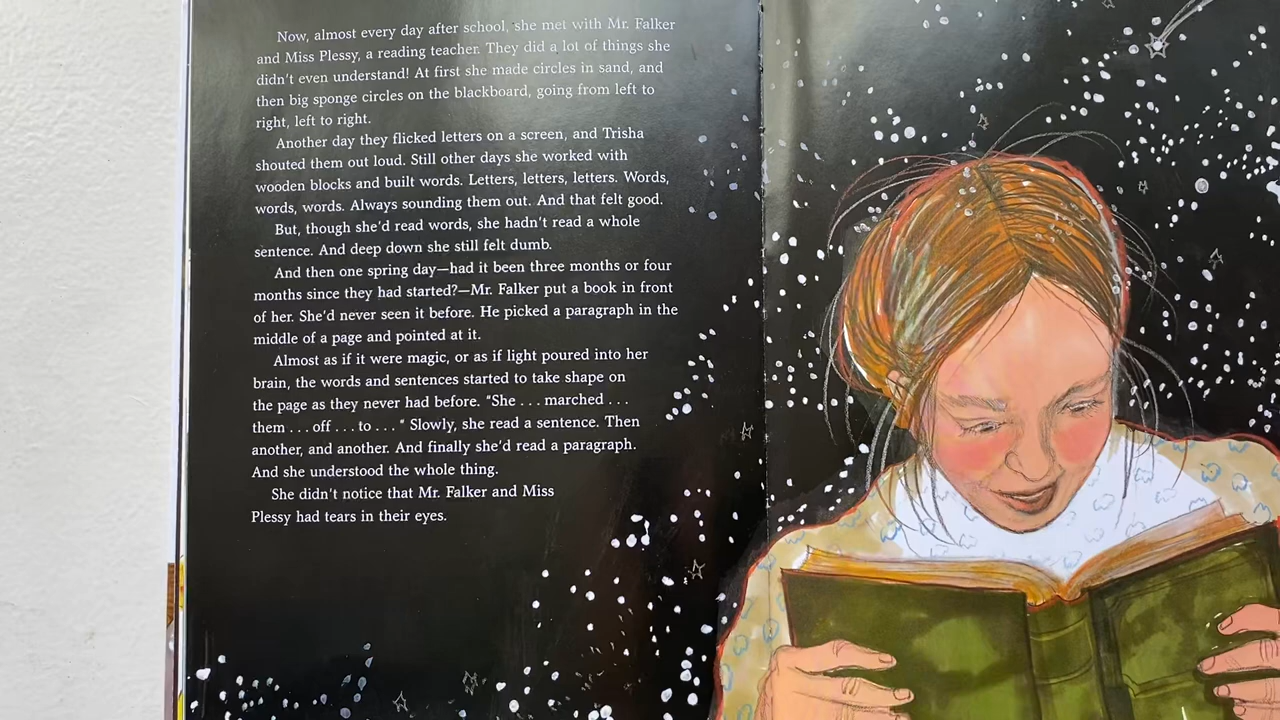 Now, almost every day after school, she met with Mr. Falker
and Miss Plessy, a reading teacher. They did a lot of things she
didn't even understand! At first she made circles in sand, and
then big sponge circles on the blackboard, going from left to
right, left to right.
Another day they flicked letters on a screen, and Trisha
shouted them out loud. Still other days she worked with
wooden blocks and built words. Letters, letters, letters. Words,
words, words. Always sounding them out. And that felt good.
But, though she'd read words, she hadn't read a whole
sentence. And deep down she still felt dumb.
And then one spring day—had it been three months or four
months since they had started?—Mr. Falker put a book in front
of her. She'd never seen it before. He picked a paragraph in the
middle of a page and pointed at it.
Almost as if it were magic, or as if light poured into her
brain, the words and sentences started to take shape on
the page as they never had before. "She . . . marched . . .
them . . . off . . . to . . . " Slowly, she read a sentence. Then
another, and another. And finally she'd read a paragraph.
And she understood the whole thing.
She didn't notice that Mr. Falker and Miss
Plessy had tears in their eyes.